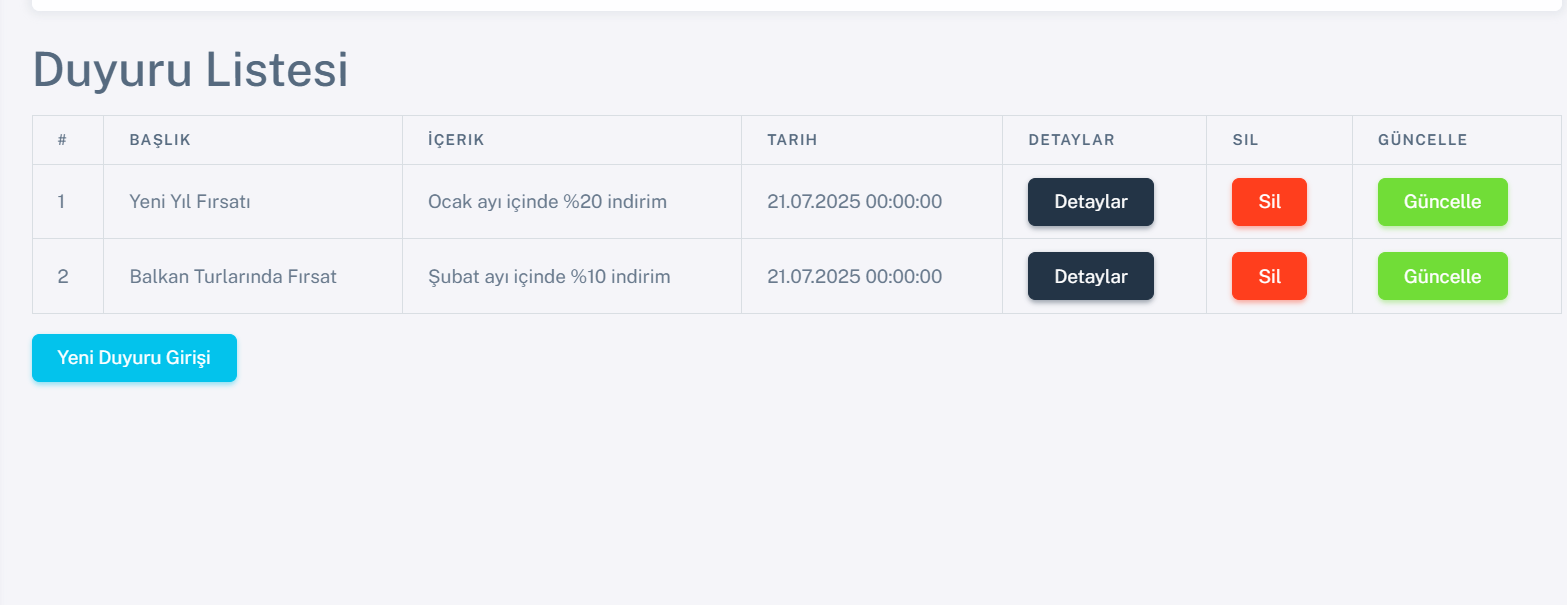 Duyuru Listesi
# BAŞLIK İÇERIK TARIH DETAYLAR SIL GÜNCELLE
1 Yeni Yıl Fırsatı Ocak ayı içinde %20 indirim 21.07.2025 00:00:00 Detaylar Sil Güncelle
2 Balkan Turlarında Fırsat Şubat ayı içinde %10 indirim 21.07.2025 00:00:00 Detaylar Sil Güncelle
Yeni Duyuru Girişi